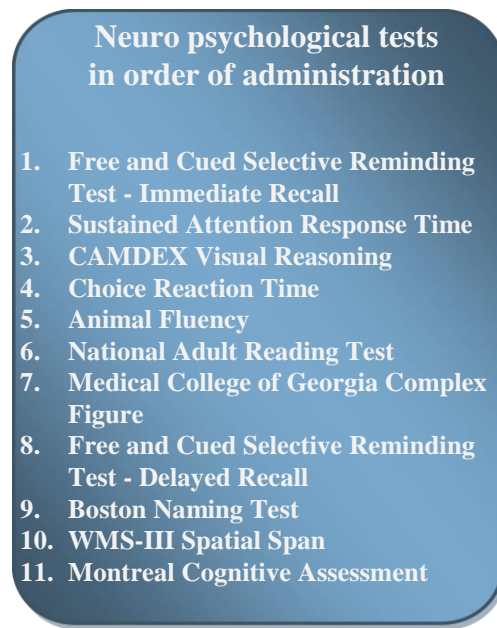 Neuro psychological tests
in order of administration
1. Free and Cued Selective Reminding
Test - Immediate Recall
2. Sustained Attention Response Time
3. CAMDEX Visual Reasoning
4. Choice Reaction Time
5. Animal Fluency
6. National Adult Reading Test
7. Medical College of Georgia Complex
Figure
8. Free and Cued Selective Reminding
Test - Delayed Recall
9. Boston Naming Test
10. WMS-III Spatial Span
11. Montreal Cognitive Assessment